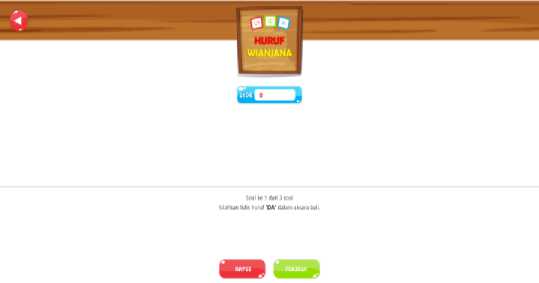 HURUF
WIANJANA
SKOR 0
Soal ke 1 dari 3 soal
Silahkan tulis huruf "DA" dalam aksara bali.
HAPUS
PERIKSA